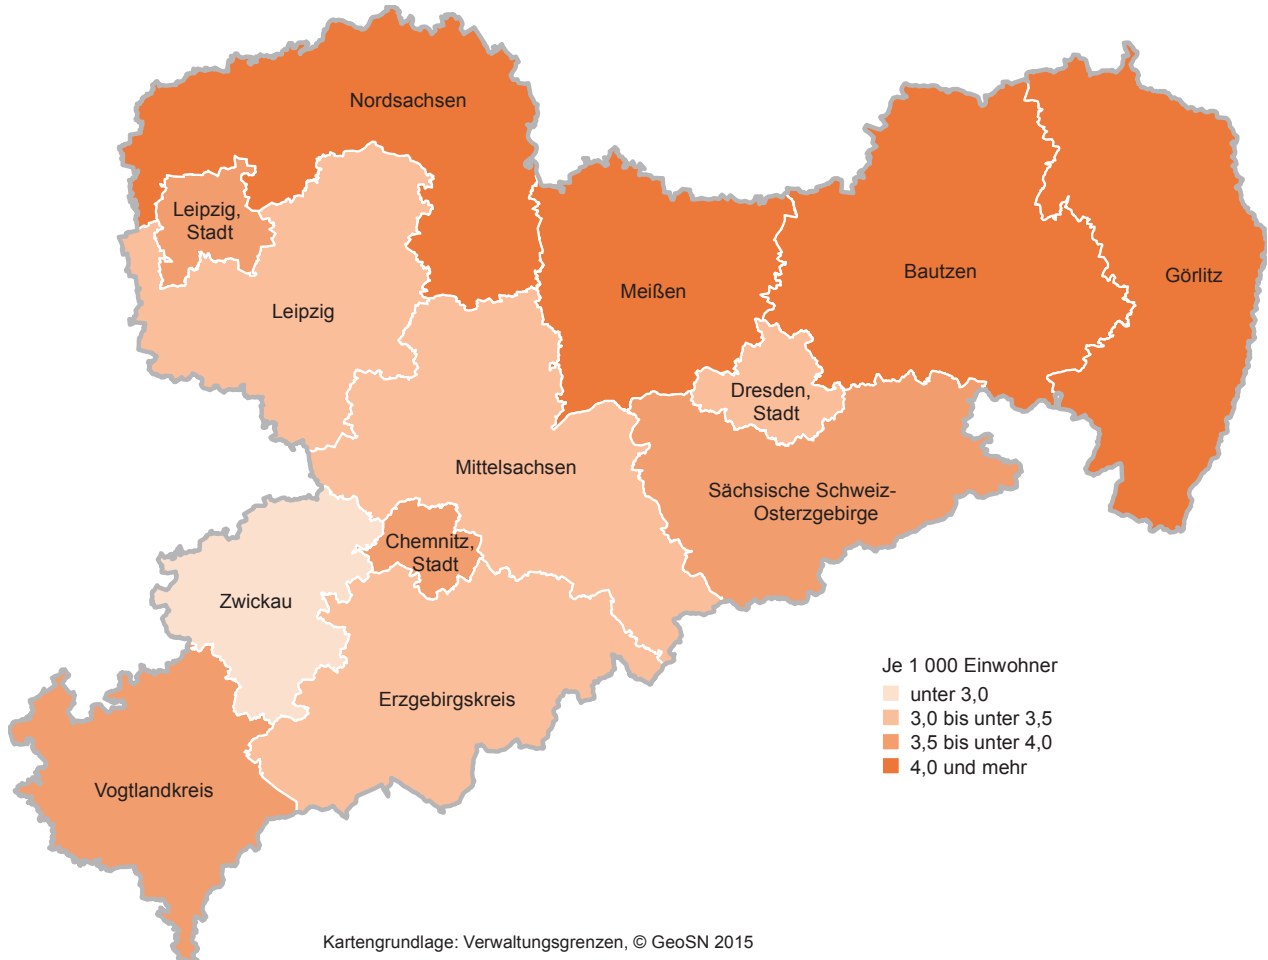 Nordsachsen
Leipzig,
Stadt
Leipzig
Meißen
Bautzen
Görlitz
Dresden,
Stadt
Mittelsachsen
Sächsische Schweiz-
Osterzgebirge
Chemnitz,
Stadt
Zwickau
Erzgebirgskreis
Vogtlandkreis
Je 1 000 Einwohner
unter 3,0
3,0 bis unter 3,5
3,5 bis unter 4,0
4,0 und mehr
Kartengrundlage: Verwaltungsgrenzen, © GeoSN 2015